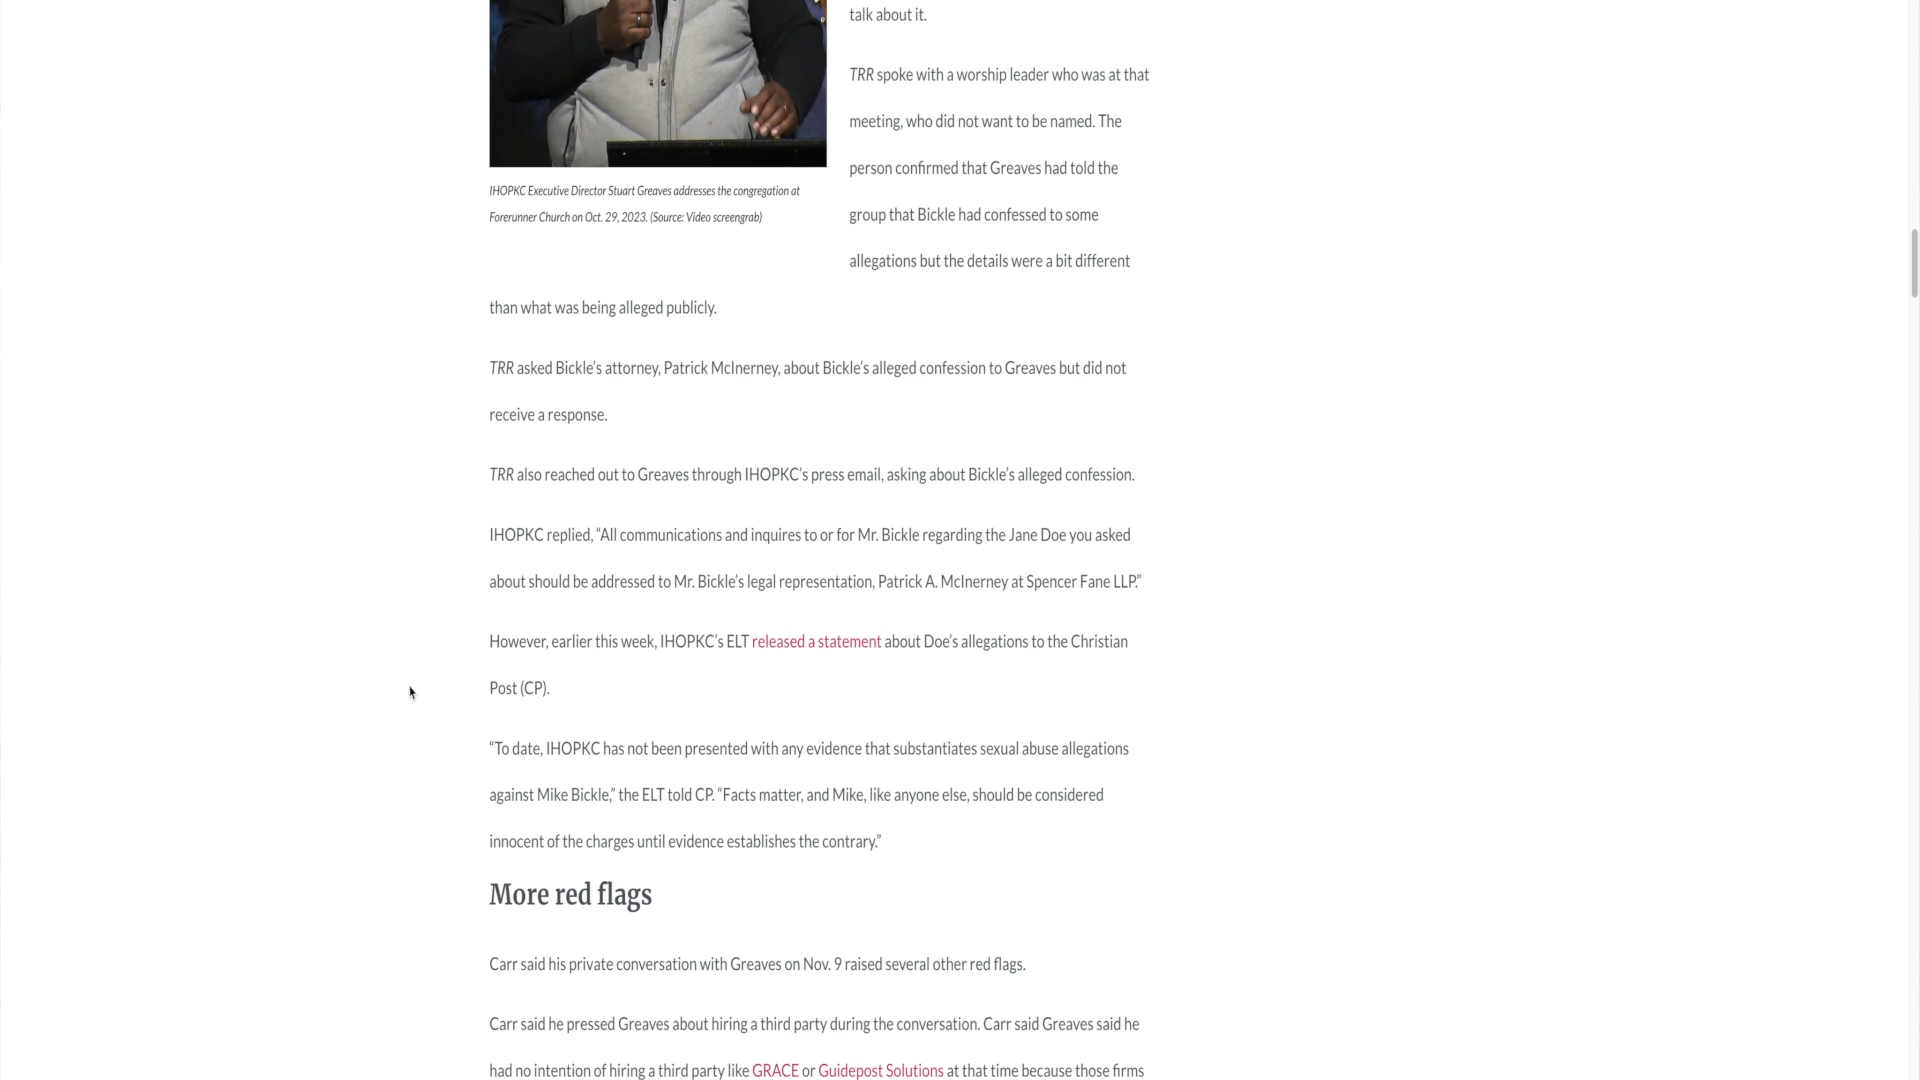 talk about it.
TRR spoke with a worship leader who was at that
meeting, who did not want to be named. The
person confirmed that Greaves had told the
group that Bickle had confessed to some
allegations but the details were a bit different
IHOPKC Executive Director Stuart Greaves addresses the congregation at
Forerunner Church on Oct. 29, 2023. (Source: Video screengrab)
than what was being alleged publicly.
TRR asked Bickle’s attorney, Patrick McInerney, about Bickle’s alleged confession to Greaves but did not
receive a response.
TRR also reached out to Greaves through IHOPKC’s press email, asking about Bickle’s alleged confession.
IHOPKC replied, “All communications and inquires to or for Mr. Bickle regarding the Jane Doe you asked
about should be addressed to Mr. Bickle’s legal representation, Patrick A. McInerney at Spencer Fane LLP.”
However, earlier this week, IHOPKC’s ELT released a statement about Doe’s allegations to the Christian
Post (CP).
“To date, IHOPKC has not been presented with any evidence that substantiates sexual abuse allegations
against Mike Bickle,” the ELT told CP. “Facts matter, and Mike, like anyone else, should be considered
innocent of the charges until evidence establishes the contrary.”
More red flags
Carr said his private conversation with Greaves on Nov. 9 raised several other red flags.
Carr said he pressed Greaves about hiring a third party during the conversation. Carr said Greaves said he
had no intention of hiring a third party like GRACE or Guidepost Solutions at that time because those firms